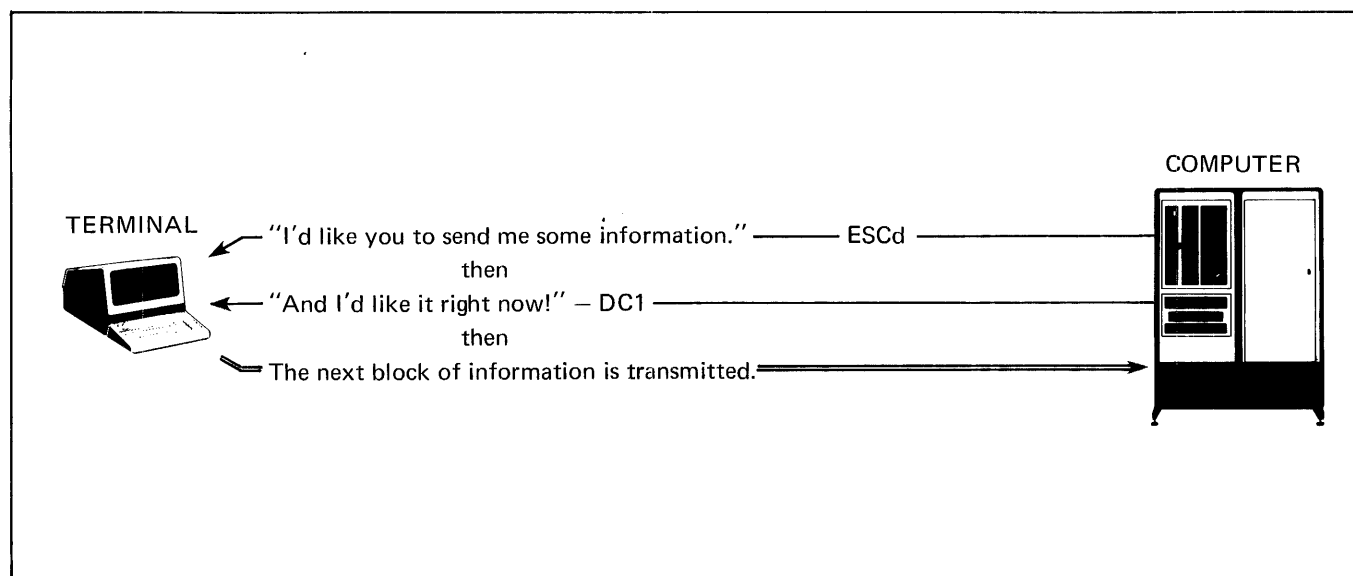 COMPUTER
TERMINAL
"I'd like you to send me some information." ESCd
then
"And I'd like it right now!" – DC1
then
The next block of information is transmitted.